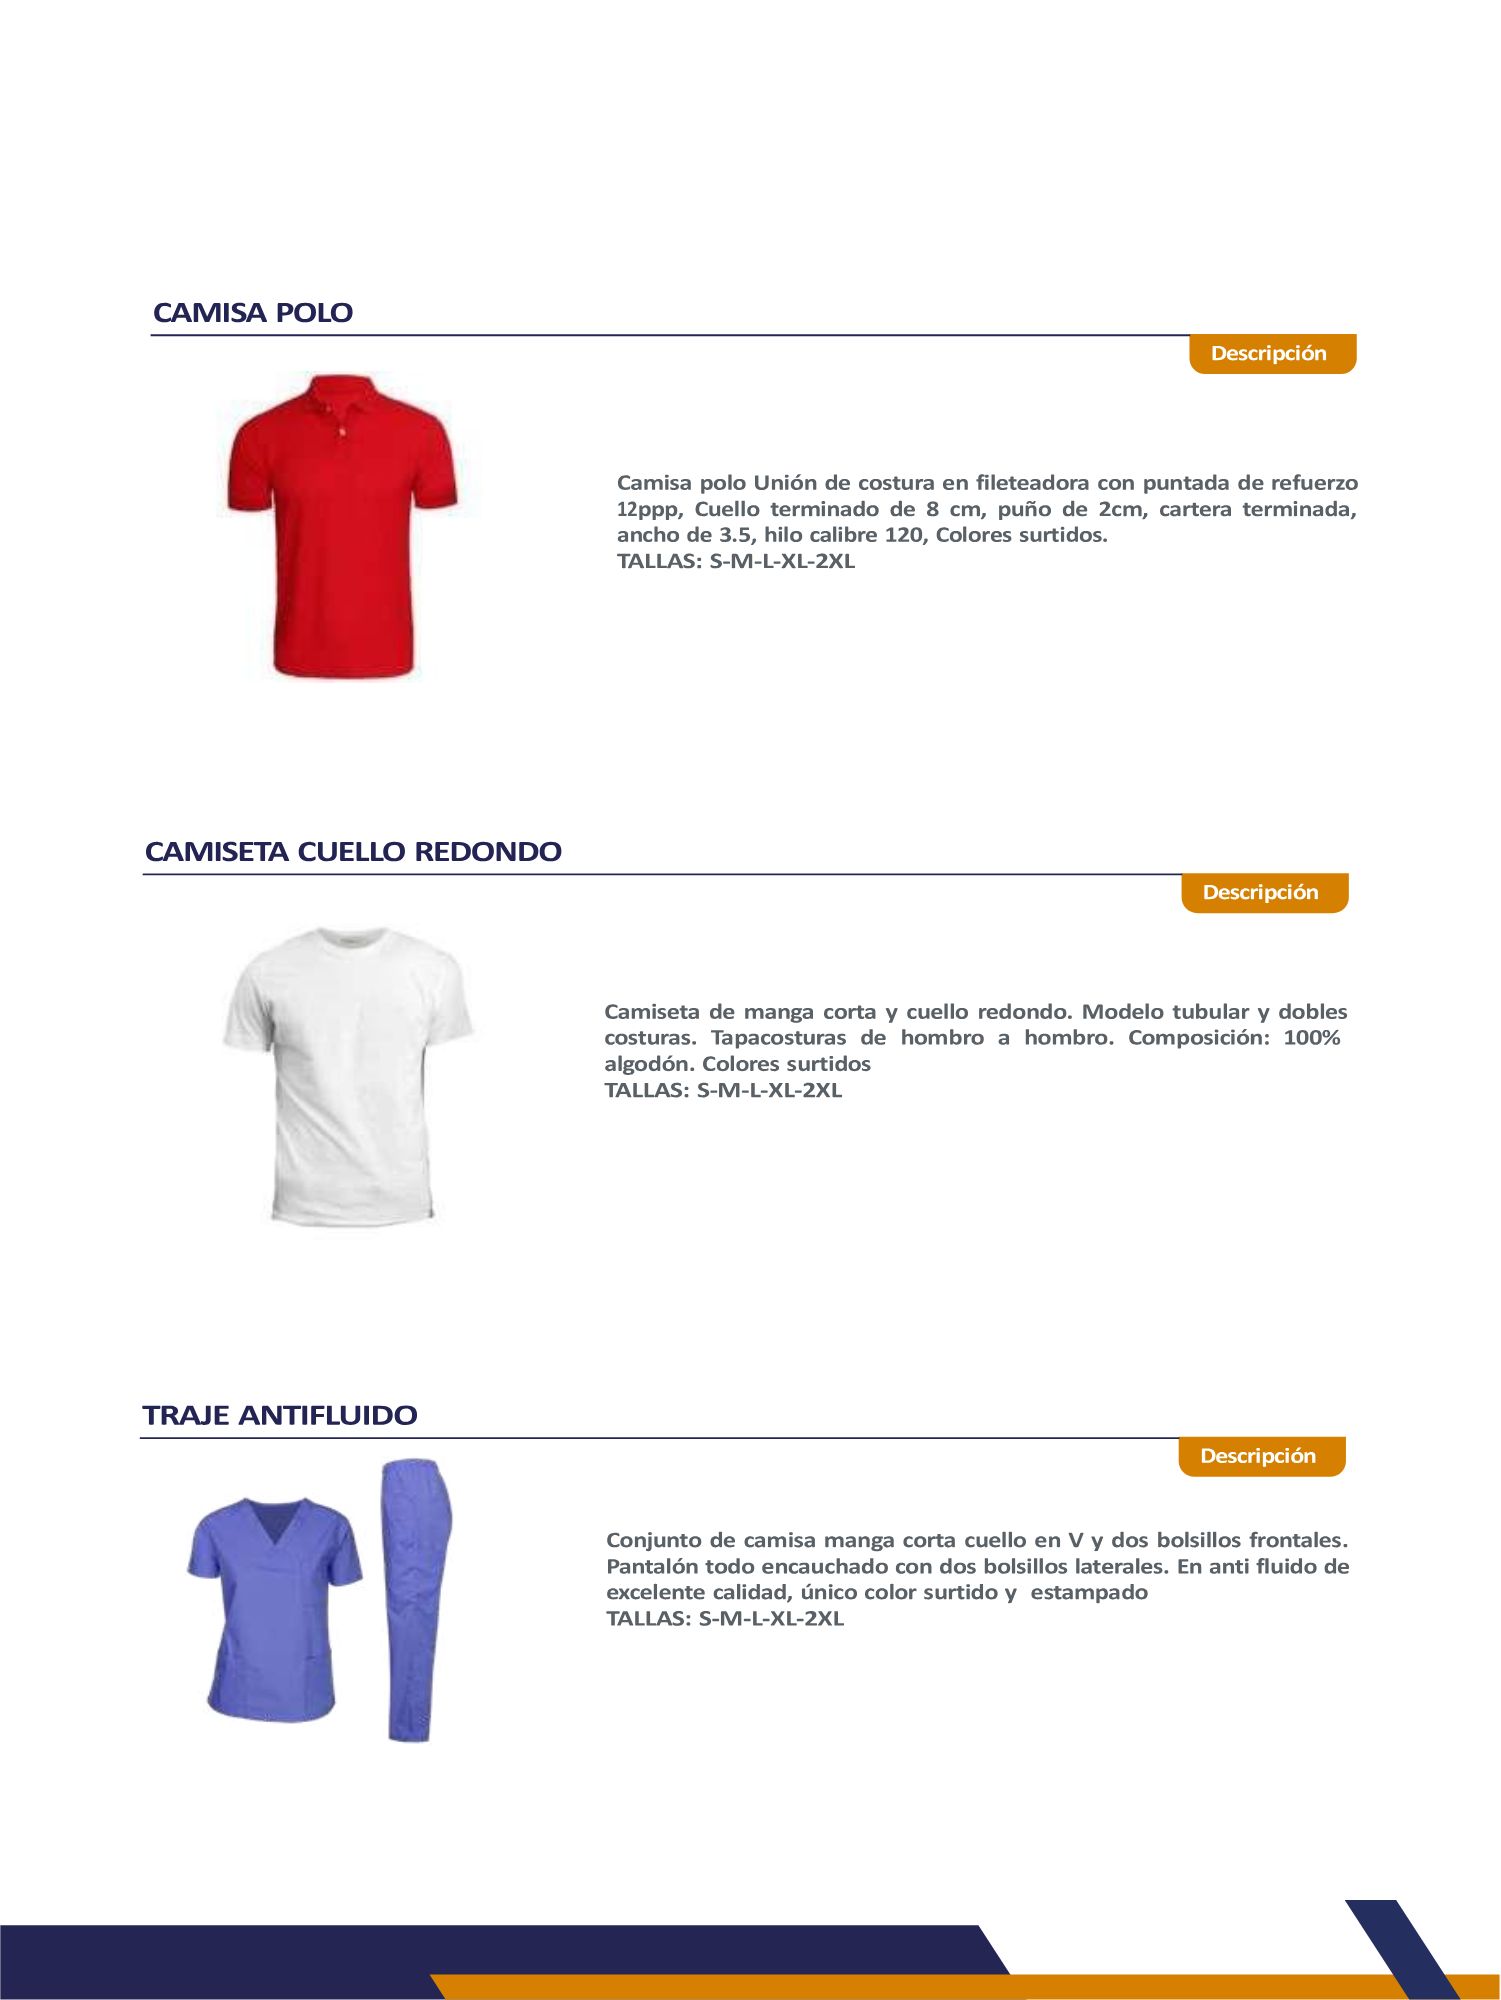 CAMISA POLO
Descripción
Camisa polo Unión de costura en fileteadora con puntada de refuerzo
12ppp, Cuello terminado de 8 cm, puño de 2cm, cartera terminada,
ancho de 3.5, hilo calibre 120, Colores surtidos.
TALLAS: S-M-L-XL-2XL
CAMISETA CUELLO REDONDO
Descripción
Camiseta de manga corta y cuello redondo. Modelo tubular y dobles
costuras. Tapacosturas de hombro a hombro. Composición: 100%
algodón. Colores surtidos
TALLAS: S-M-L-XL-2XL
TRAJE ANTIFLUIDO
Descripción
Conjunto de camisa manga corta cuello en V y dos bolsillos frontales.
Pantalón todo encauchado con dos bolsillos laterales. En anti fluido de
excelente calidad, único color surtido y estampado
TALLAS: S-M-L-XL-2XL